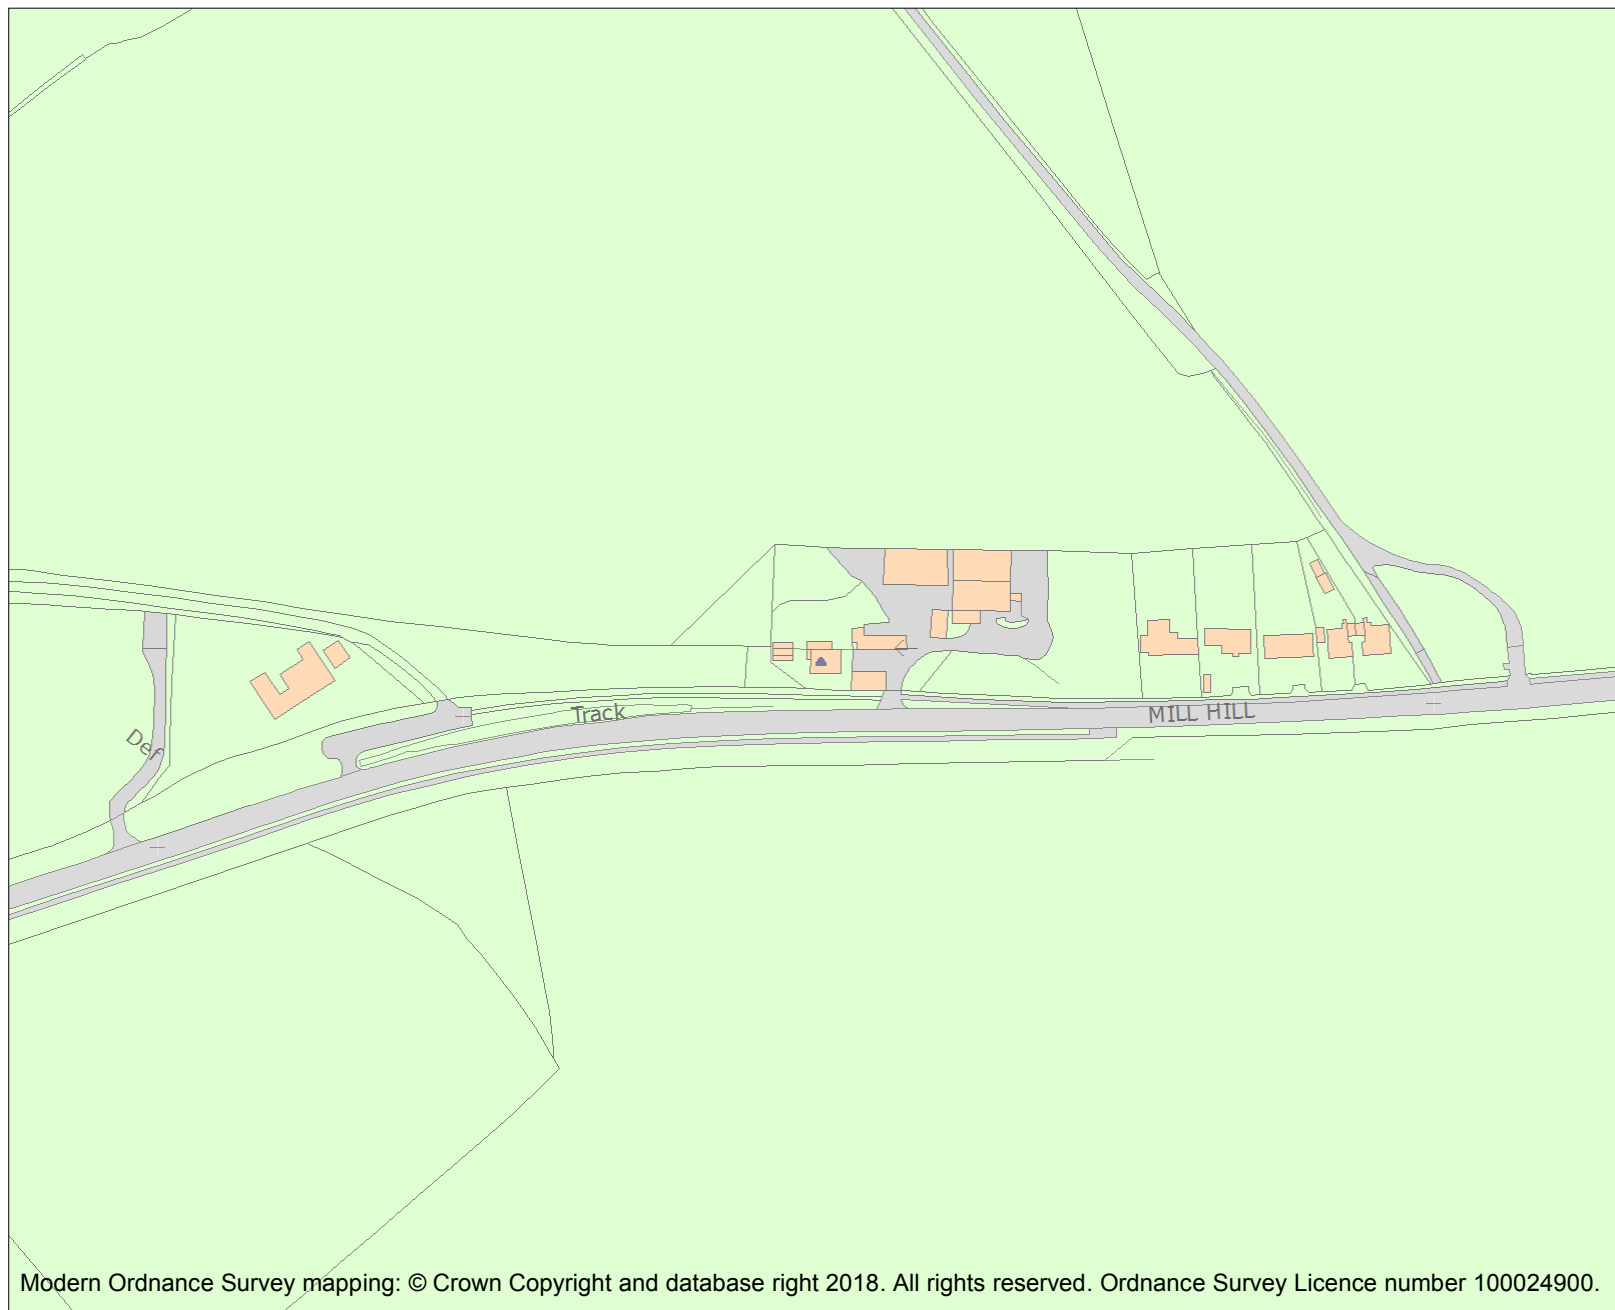 Track
MILL HILL
Def
Modern Ordnance Survey mapping: © Crown Copyright and database right 2018. All rights reserved. Ordnance Survey Licence number 100024900.